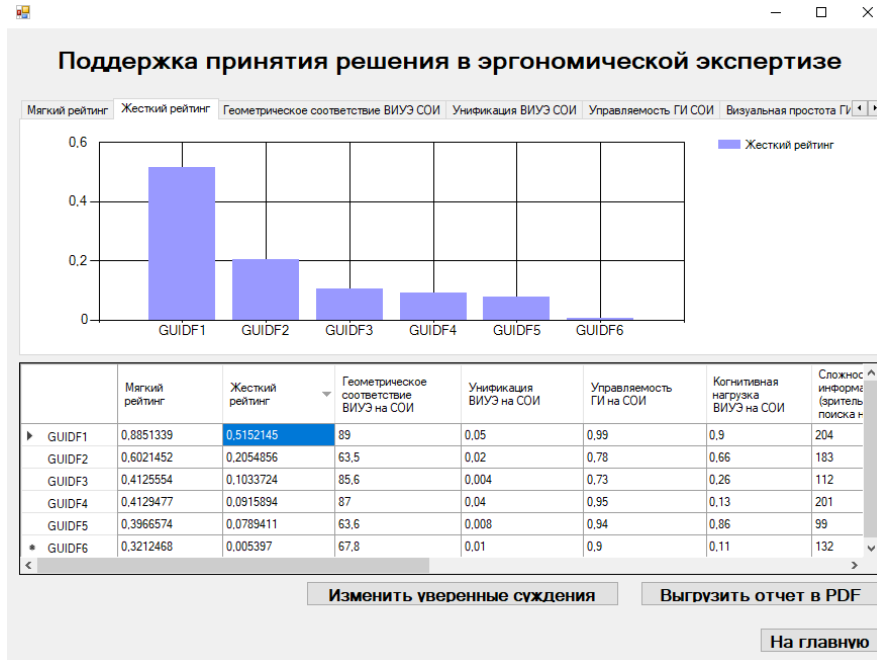 Поддержка принятия решения в эргономической экспертизе
Мягкий рейтинг Жесткий рейтинг Геометрическое соответствие ВИУЭ СОИ Унификация ВИУЭ СОИ Управляемость ГИ СОИ Визуальная простота ГИ
0,6
0,4
0,2
0
Жесткий рейтинг
GUIDF1 GUIDF2 GUIDF3 GUIDF4 GUIDF5 GUIDF6
Мягкий рейтинг Жесткий рейтинг Геометрическое соответствие ВИУЭ на СОИ Унификация ВИУЭ на СОИ Управляемость ГИ на СОИ Когнитивная нагрузка ВИУЭ на СОИ
GUIDF1 0,8851339 0,5152145 89 0,05 0,99 0,9 204
GUIDF2 0,6021452 0,2054856 63,5 0,02 0,78 0,66 183
GUIDF3 0,4125554 0,1033724 85,6 0,004 0,73 0,26 112
GUIDF4 0,4129477 0,0915894 87 0,04 0,95 0,13 201
GUIDF5 0,3966574 0,0789411 63,6 0,008 0,94 0,86 99
GUIDF6 0,3212468 0,005397 67,8 0,01 0,9 0,11 132
Изменить уверенные суждения Выгрузить отчет в PDF
На главную